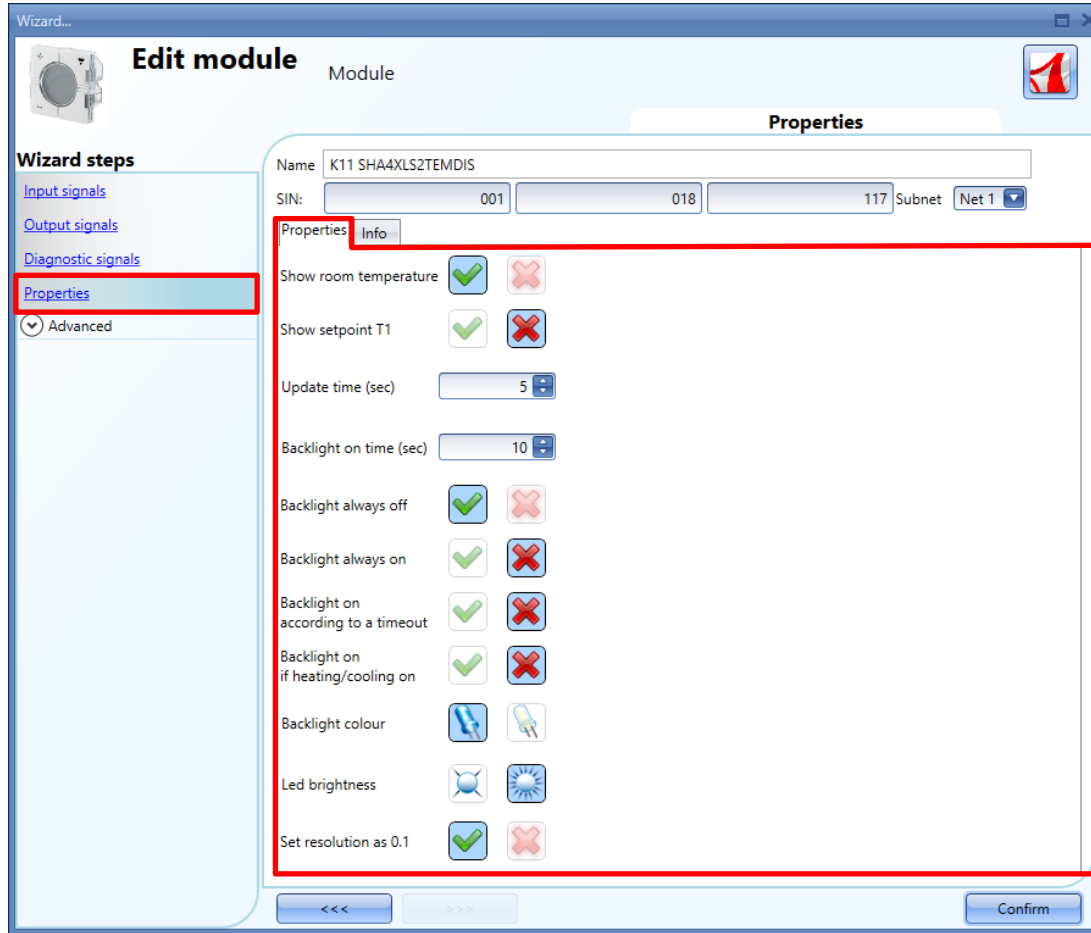 Wizard...
Edit module
Module
Properties
Wizard steps
Input signals
Output signals
Diagnostic signals
Properties
Advanced
Name K11 SHA4XLS2TEMDIS
SIN: 001 018 117 Subnet Net 1
Properties Info
Show room temperature
Show setpoint T1
Update time (sec) 5
Backlight on time (sec) 10
Backlight always off
Backlight always on
Backlight on
according to a timeout
Backlight on
if heating/cooling on
Backlight colour
Led brightness
Set resolution as 0.1
<<< >>> Confirm